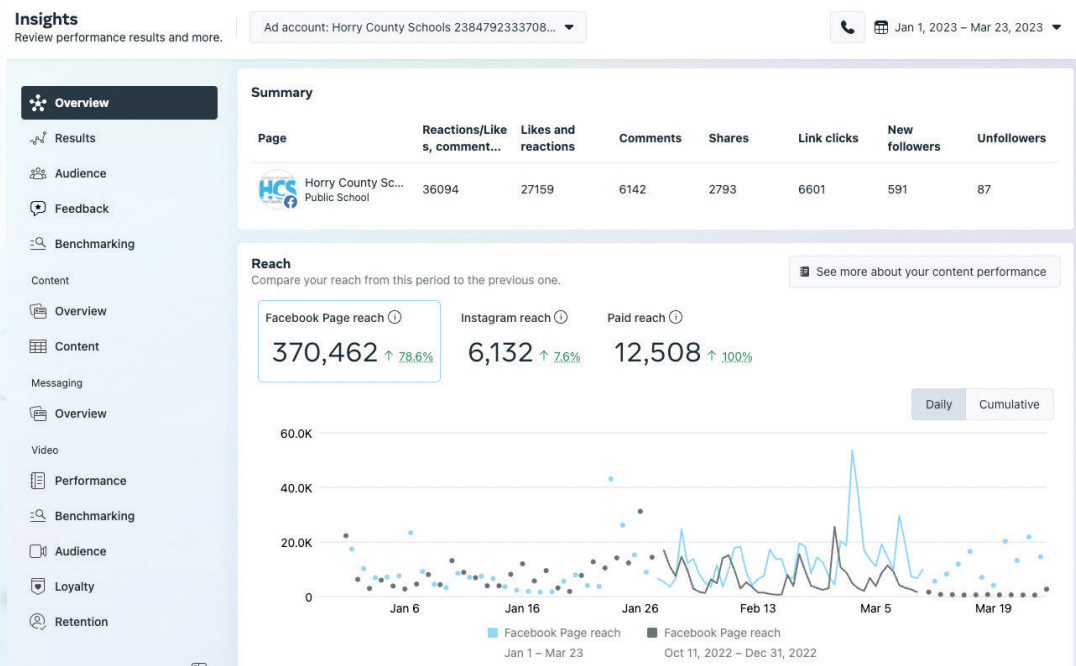 Insights
Review performance results and more.
Ad account: Horry County Schools 2384792333708...
Jan 1, 2023 – Mar 23, 2023
Overview
Results
Audience
Feedback
Benchmarking
Content
Overview
Content
Messaging
Overview
Video
Performance
Benchmarking
Audience
Loyalty
Retention
Summary
Page
Reactions/Like
s, comment...
Likes and
reactions
Comments
Shares
Link clicks
New
followers
Unfollowers
HCS
Horry County Sc...
Public School
36094
27159
6142
2793
6601
591
87
Reach
Compare your reach from this period to the previous one.
See more about your content performance
Facebook Page reach
370,462 ↑ 78.6%
Instagram reach
6,132 ↑ 7.6%
Paid reach
12,508 ↑ 100%
Daily
Cumulative
60.0K
40.0K
20.0K
0
Jan 6
Jan 16
Jan 26
Feb 13
Mar 5
Mar 19
Facebook Page reach
Jan 1 – Mar 23
Facebook Page reach
Oct 11, 2022 – Dec 31, 2022